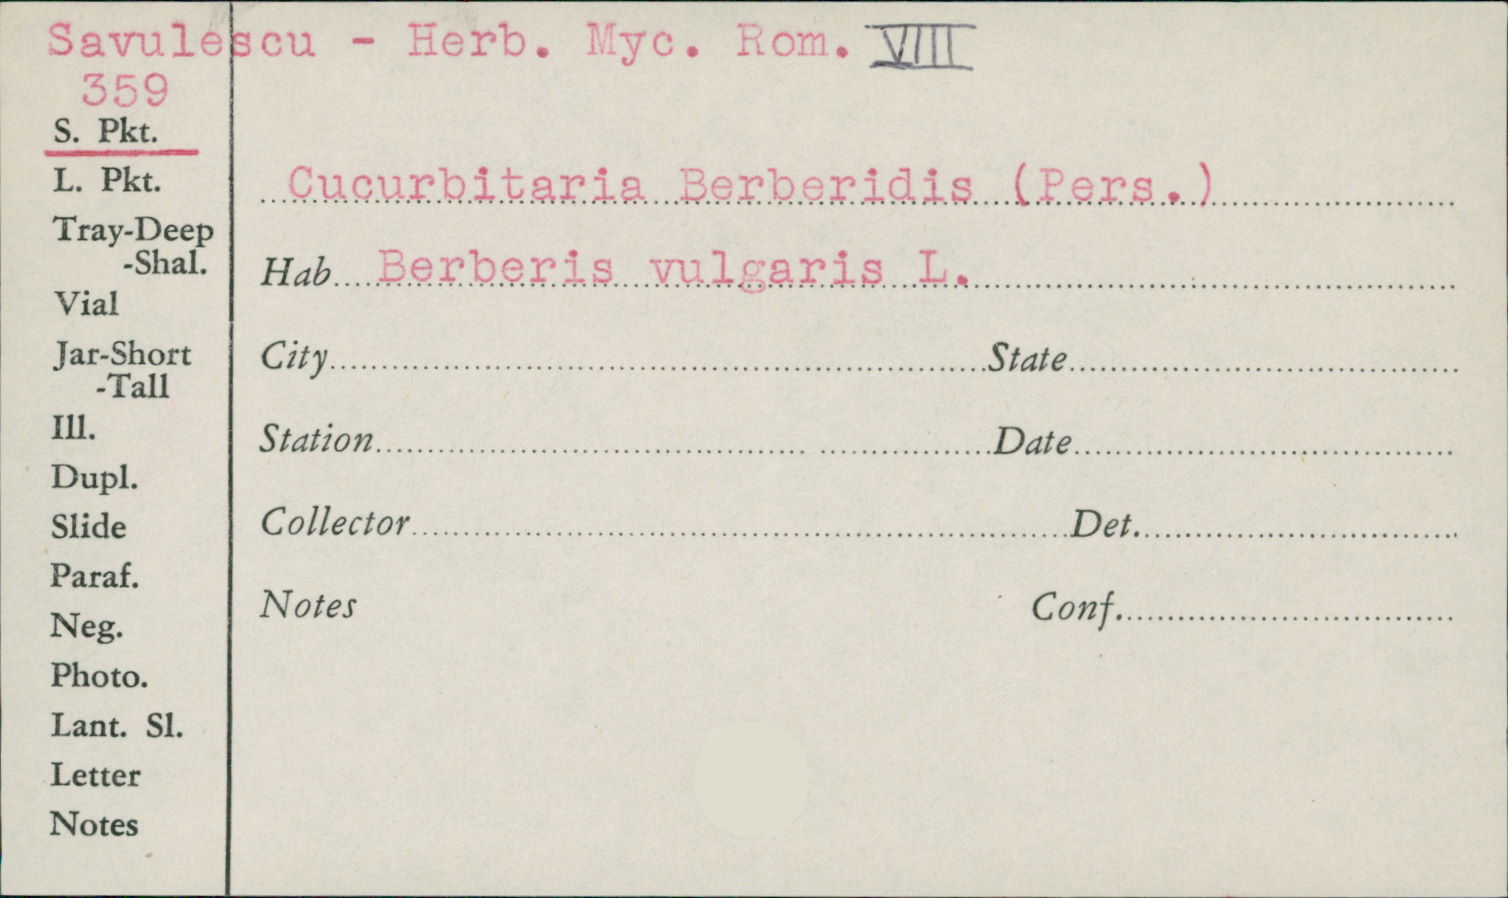 Savulescu - Herb. Myc. Rom. VIII
359
S. Pkt.
L. Pkt.
Tray-Deep
-Shal.
Vial
Jar-Short
-Tall
Ill.
Dupl.
Slide
Paraf.
Neg.
Photo.
Lant. Sl.
Letter
Notes
Cucurbitaria Berberidis (Pers.)
Hab. Berberis vulgaris L.
City State
Station Date
Collector Det.
Notes Conf.